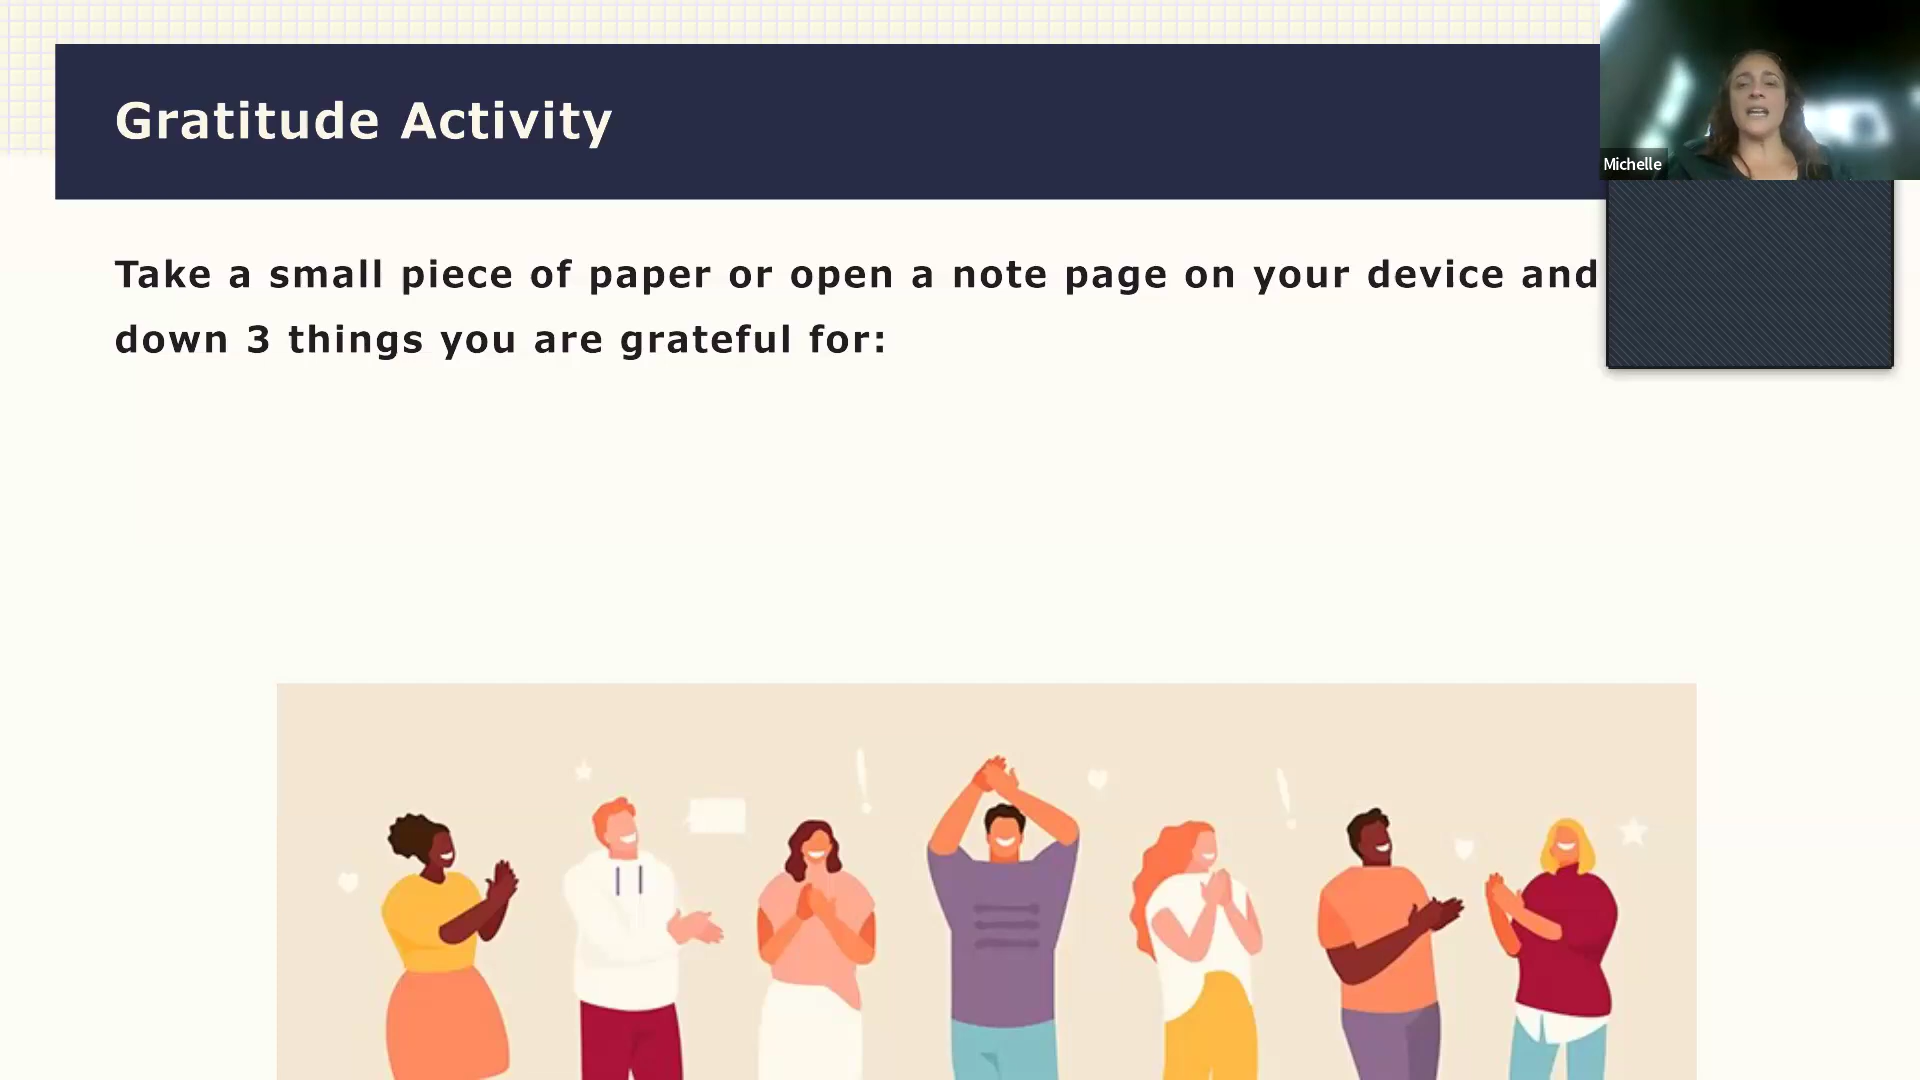 Gratitude Activity
Michelle
Take a small piece of paper or open a note page on your device and
down 3 things you are grateful for: